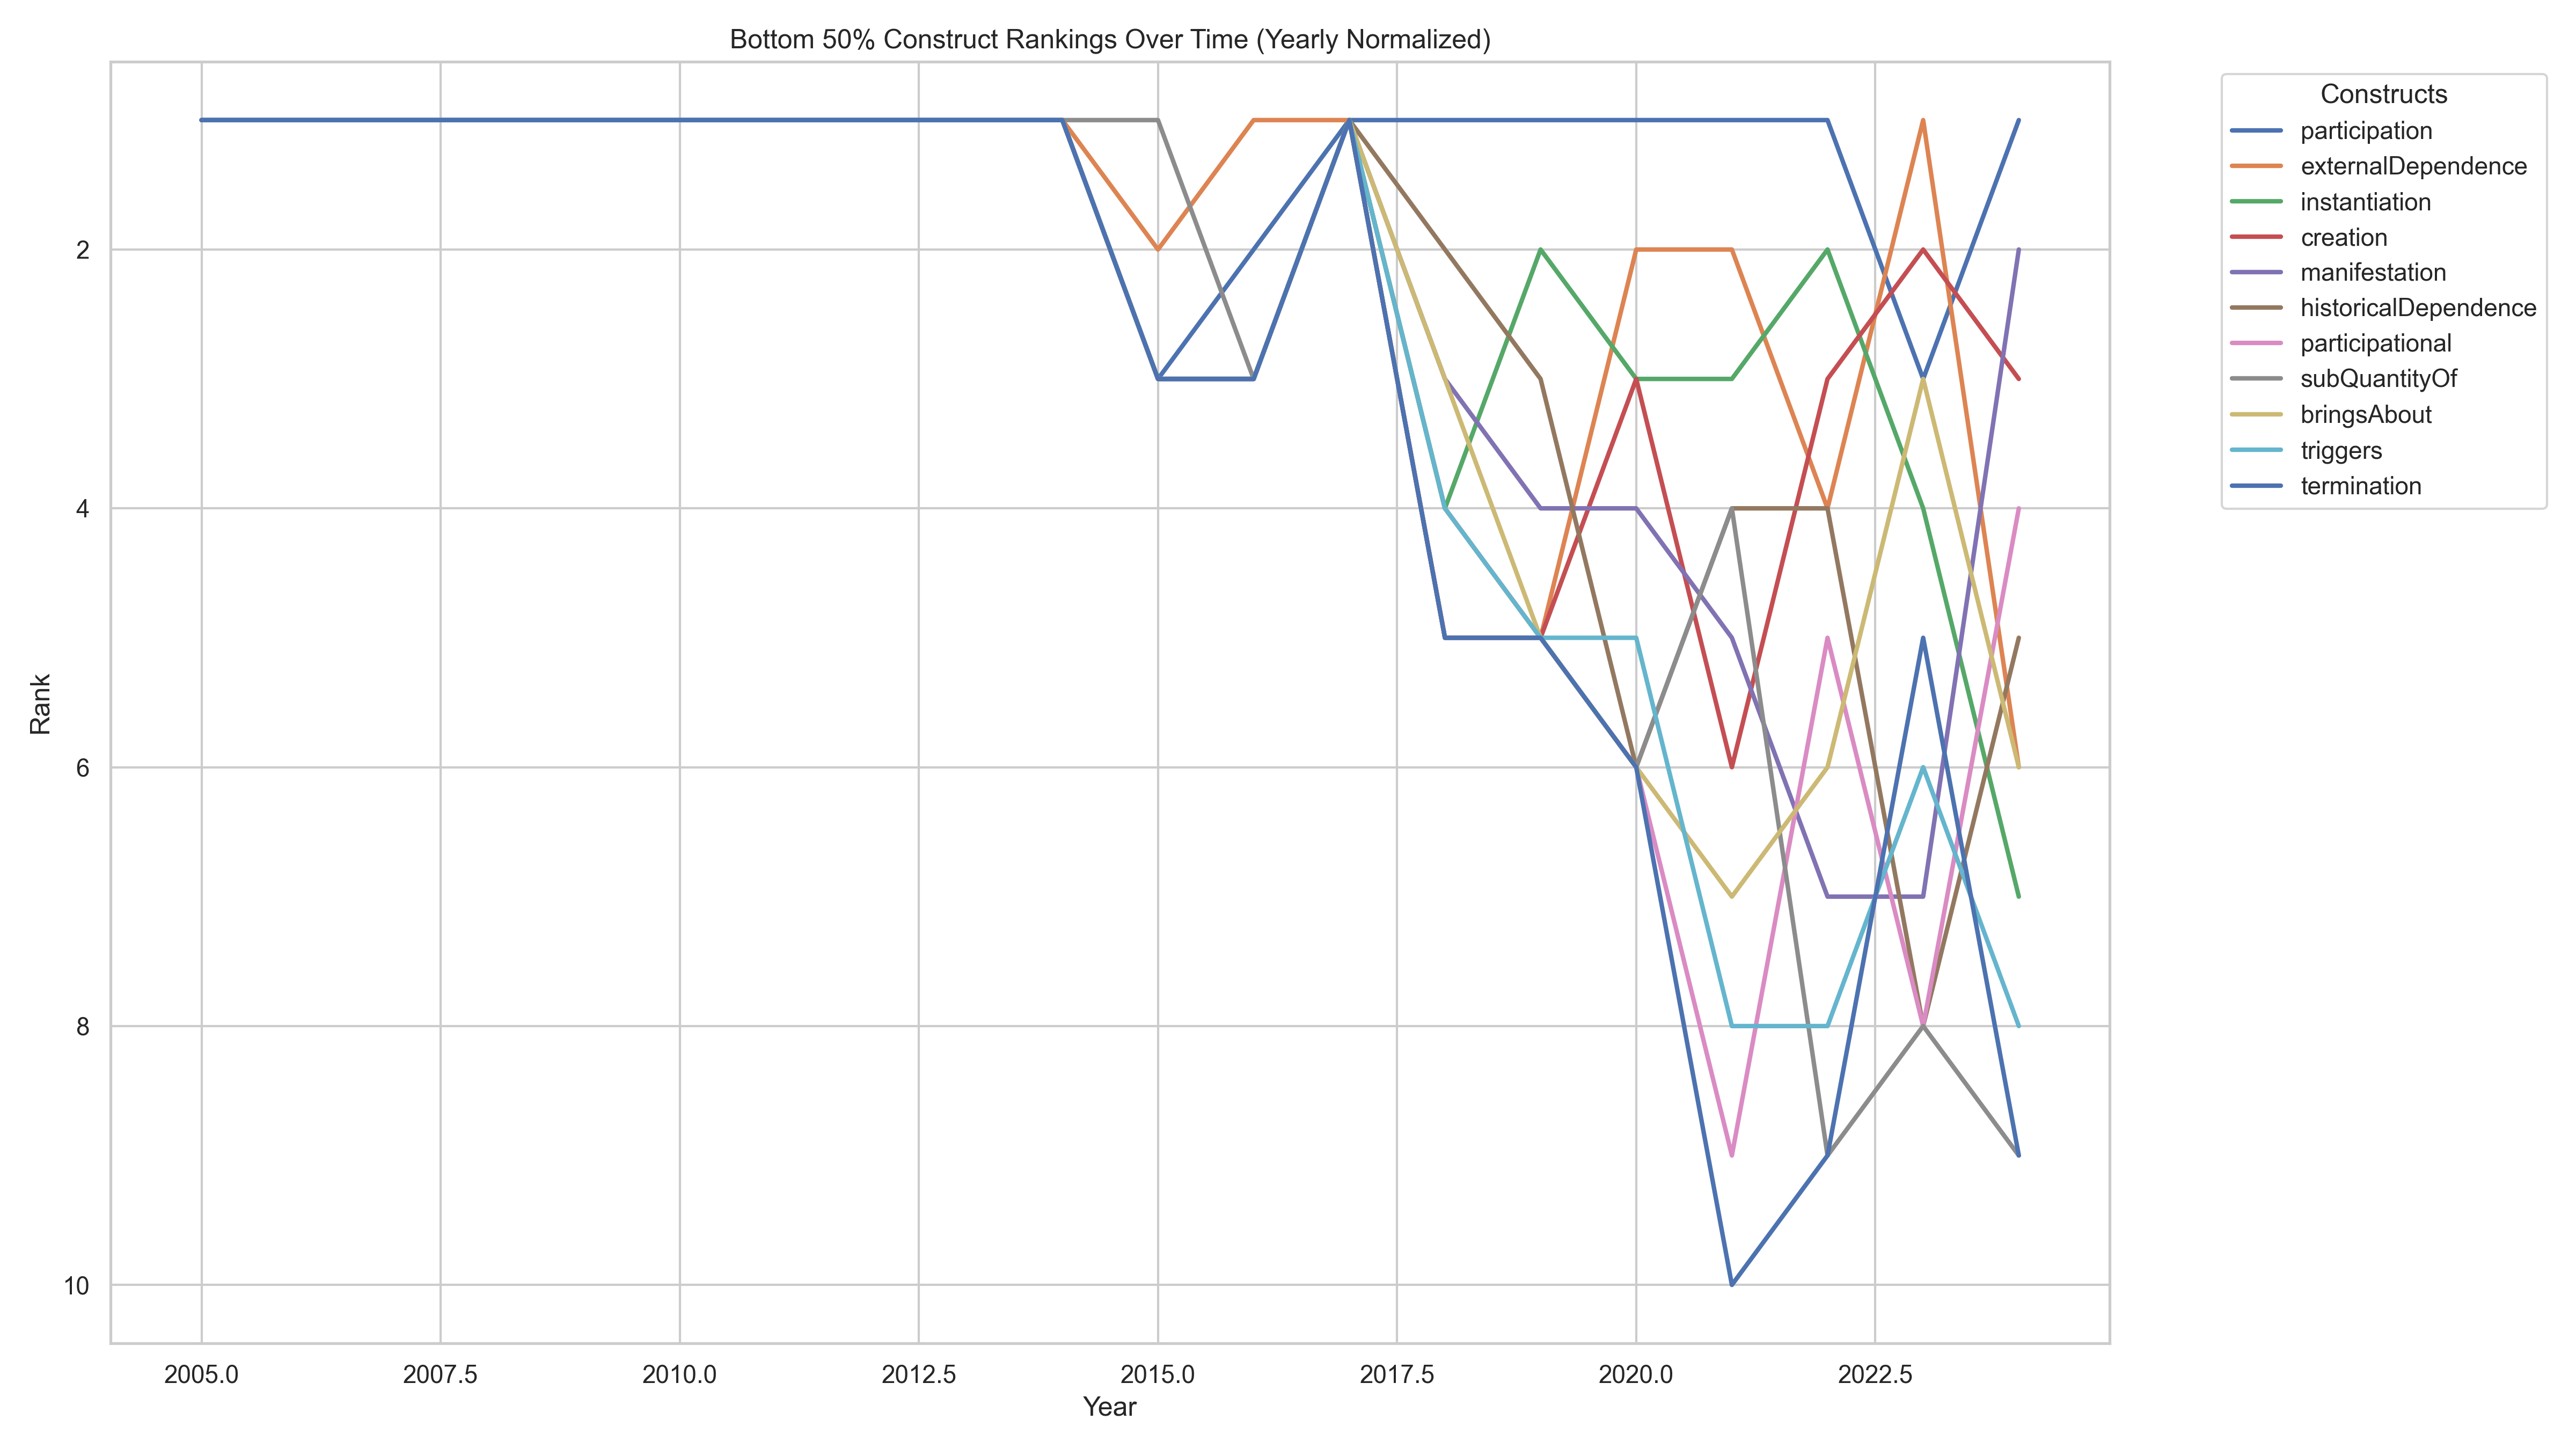 Bottom 50% Construct Rankings Over Time (Yearly Normalized)
Constructs
participation
externalDependence
instantiation
creation
manifestation
historicalDependence
participational
subQuantityOf
bringsAbout
triggers
termination
Rank
2
4
6
8
10
2005.0 2007.5 2010.0 2012.5 2015.0 2017.5 2020.0 2022.5
Year